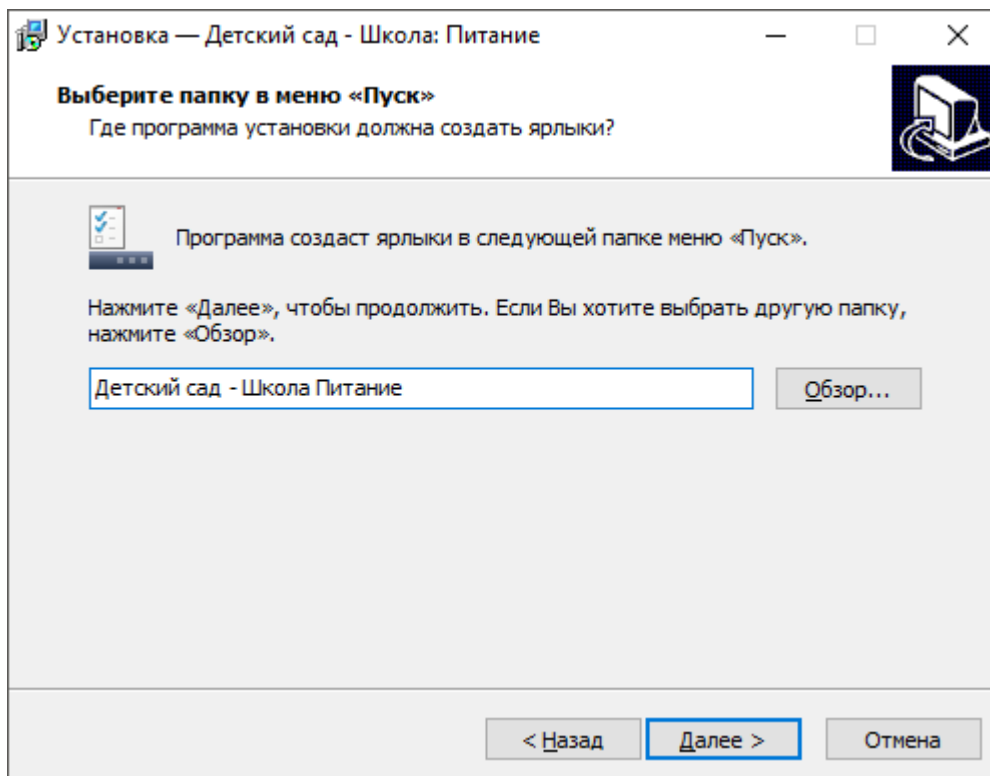 Установка — Детский сад - Школа: Питание
Выберите папку в меню «Пуск»
Где программа установки должна создать ярлыки?
Программа создаст ярлыки в следующей папке меню «Пуск».
Нажмите «Далее», чтобы продолжить. Если Вы хотите выбрать другую папку,
нажмите «Обзор».
Детский сад - Школа Питание
Обзор...
< Назад
Далее >
Отмена